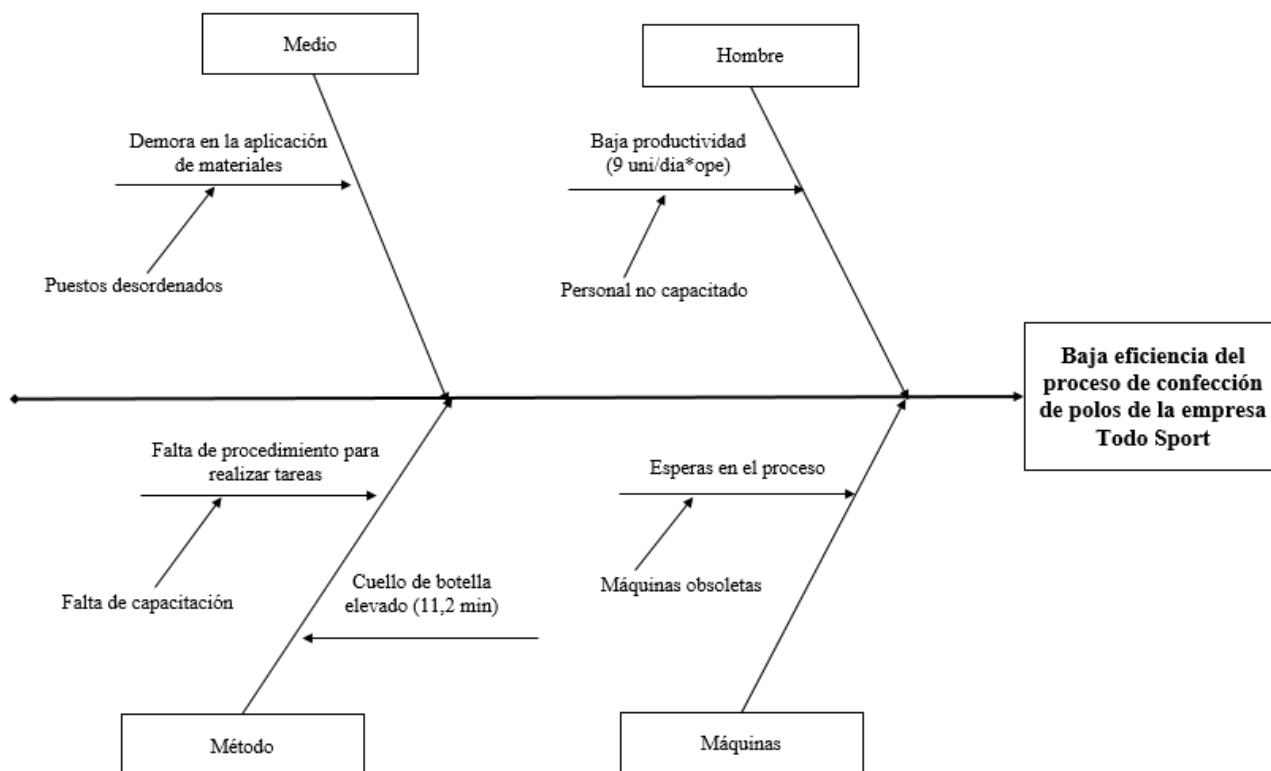 Medio
Hombre
Demora en la aplicación
de materiales
Baja productividad
(9 uni/dia*ope)
Puestos desordenados
Personal no capacitado
Baja eficiencia del
proceso de confección
de polos de la empresa
Todo Sport
Falta de procedimiento para
realizar tareas
Esperas en el proceso
Falta de capacitación
Cuello de botella
elevado (11,2 min)
Máquinas obsoletas
Método
Máquinas